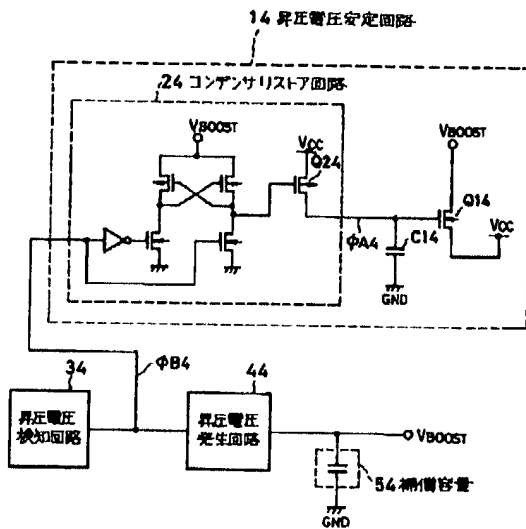 14 昇圧電圧安定回路
24 コンデンサリストア回路
VBOOST
VCC
Q24
VBOOST
Q14
VCC
φA4
C14
GND
φB4
34
昇圧電圧
検知回路
44
昇圧電圧
発生回路
VBOOST
54 補償容量
GND